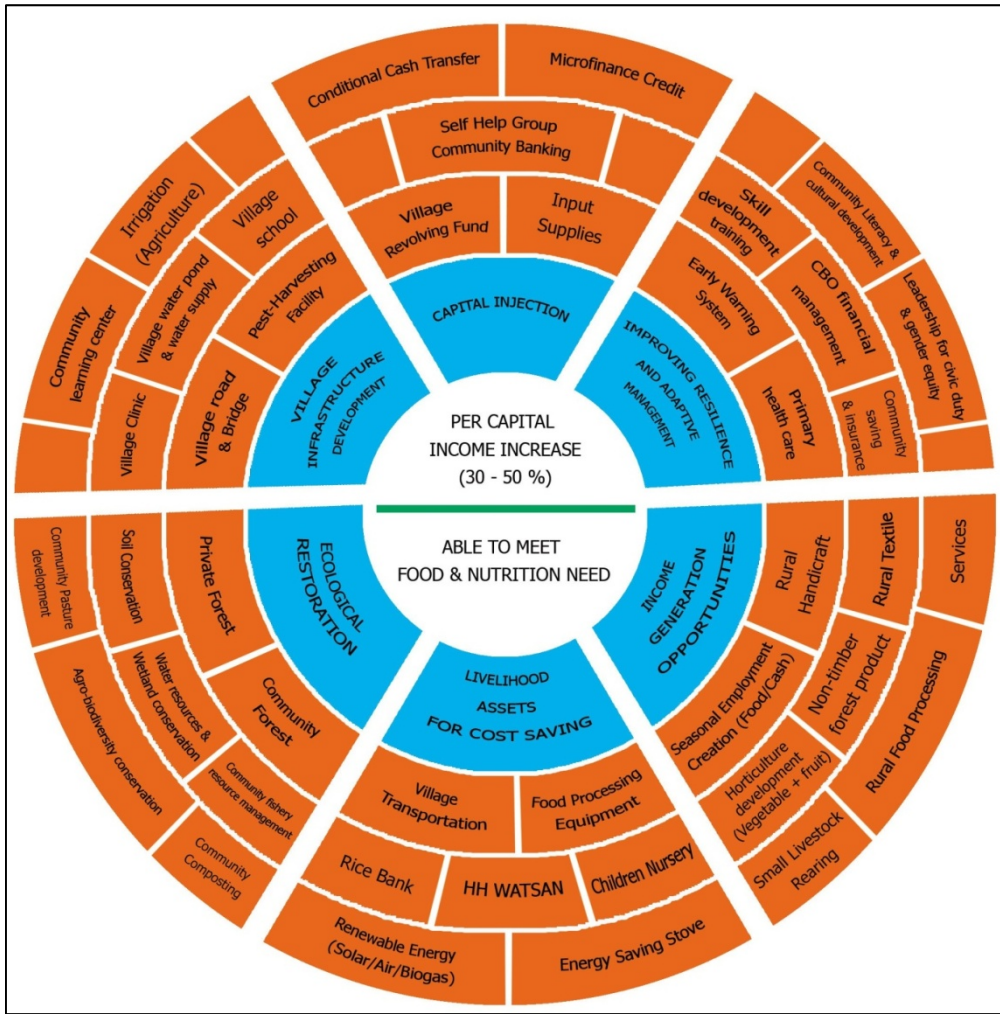 PER CAPITAL
INCOME INCREASE
(30 - 50 %)
ABLE TO MEET
FOOD & NUTRITION NEED
CAPITAL INJECTION
Village
Revolving Fund
Input
Supplies
Self Help Group
Community Banking
Conditional Cash Transfer
Microfinance Credit
IMPROVING RESILIENCE
AND ADAPTIVE
MANAGEMENT
Early Warning
System
Primary
health care
Skill
development
training
CBO financial
management
Community
saving
& insurance
Community Literacy &
cultural development
Leadership for civic duty
& gender equity
INCOME
GENERATION
OPPORTUNITIES
Rural
Handicraft
Seasonal Employment
Creation (Food/Cash)
Rural Textile
Non-timber
forest product
Horticulture
development
(Vegetable + fruit)
Services
Rural Food Processing
Small Livestock
Rearing
LIVELIHOOD
ASSETS
FOR COST SAVING
Village
Transportation
Food Processing
Equipment
Rice Bank
HH WATSAN
Children Nursery
Renewable Energy
(Solar/Air/Biogas)
Energy Saving Stove
ECOLOGICAL
RESTORATION
Private Forest
Community
Forest
Soil Conservation
Water resources &
Wetland conservation
Community fishery
resource management
Community Pasture
development
Agro-biodiversity conservation
Community
Composting
VILLAGE
INFRASTRUCTURE
DEVELOPMENT
Village road
& Bridge
Pest-Harvesting
Facility
Village Clinic
Village water pond
& water supply
Village
school
Community
learning center
Irrigation
(Agriculture)